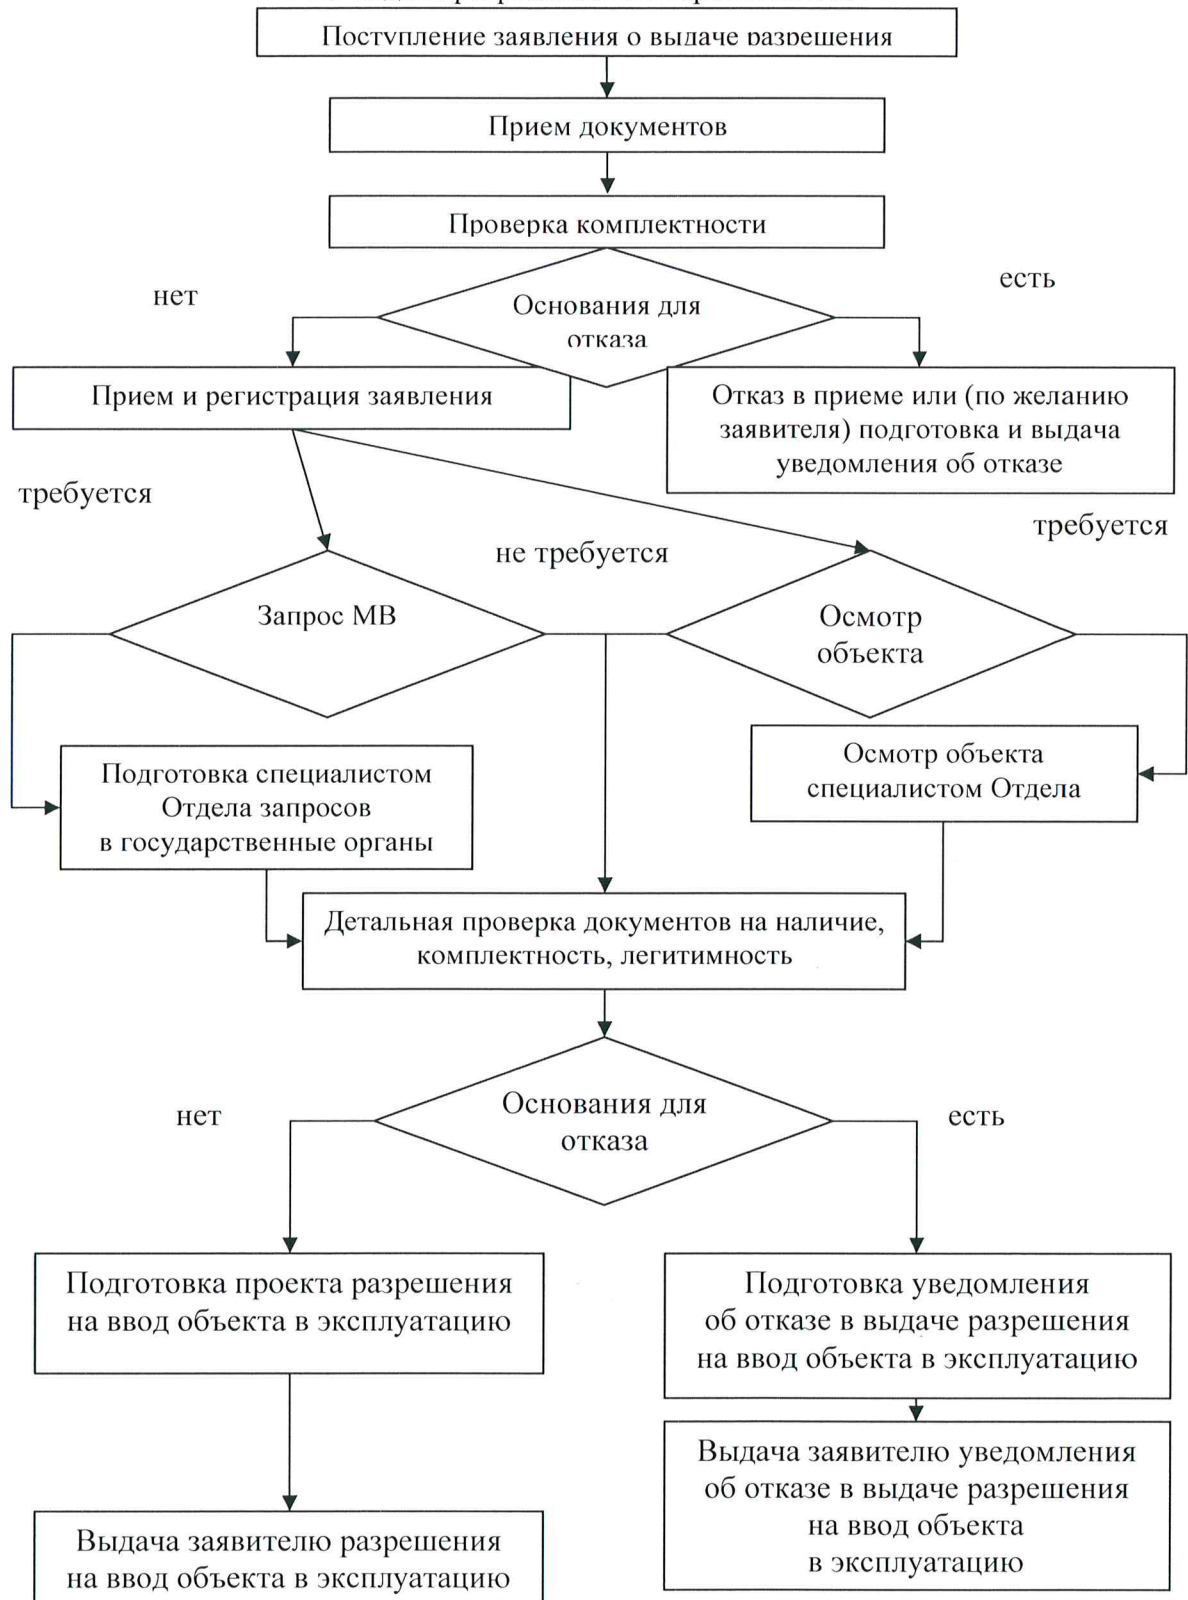 Поступление заявления о выдаче разрешения
Прием документов
Проверка комплектности
нет
есть
Основания для
отказа
Прием и регистрация заявления
Отказ в приеме или (по желанию
заявителя) подготовка и выдача
уведомления об отказе
требуется
требуется
не требуется
Запрос МВ
Осмотр
объекта
Подготовка специалистом
Отдела запросов
в государственные органы
Осмотр объекта
специалистом Отдела
Детальная проверка документов на наличие,
комплектность, легитимность
нет
есть
Основания для
отказа
Подготовка проекта разрешения
на ввод объекта в эксплуатацию
Подготовка уведомления
об отказе в выдаче разрешения
на ввод объекта в эксплуатацию
Выдача заявителю уведомления
об отказе в выдаче разрешения
на ввод объекта
в эксплуатацию
Выдача заявителю разрешения
на ввод объекта в эксплуатацию